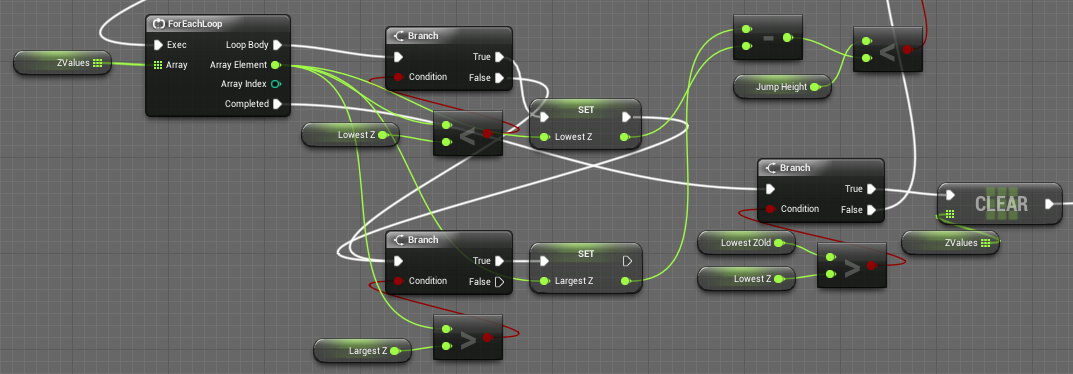 ForEachLoop
Exec Loop Body
Array Array Element
Array Index
Completed
ZValues
Branch
True
Condition False
Lowest Z
<
SET
Lowest Z
-
Jump Height
<
Branch
True
Condition False
SET
Largest Z
Largest Z
>
Branch
True
Condition False
Lowest ZOld
Lowest Z
>
CLEAR
ZValues